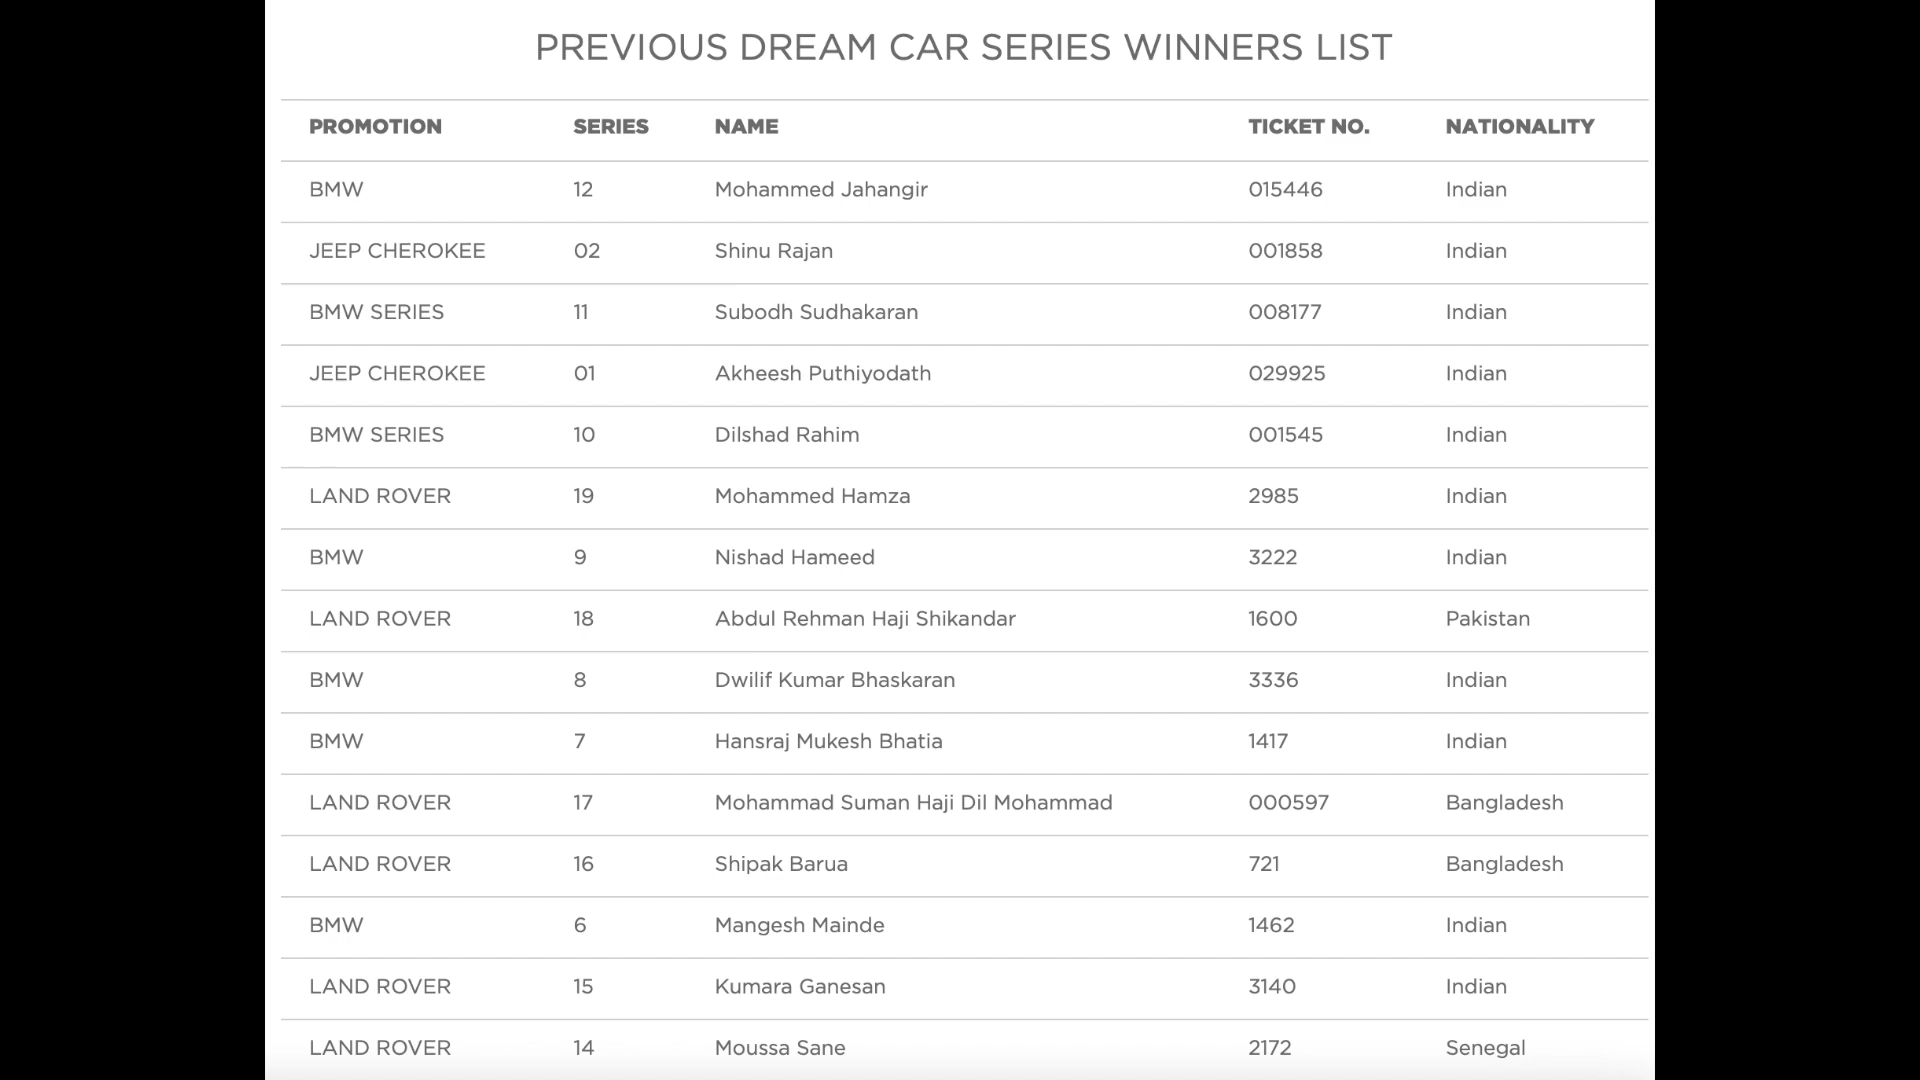 PREVIOUS DREAM CAR SERIES WINNERS LIST
PROMOTION SERIES NAME TICKET NO. NATIONALITY
BMW 12 Mohammed Jahangir 015446 Indian
JEEP CHEROKEE 02 Shinu Rajan 001858 Indian
BMW SERIES 11 Subodh Sudhakaran 008177 Indian
JEEP CHEROKEE 01 Akheesh Puthiyodath 029925 Indian
BMW SERIES 10 Dilshad Rahim 001545 Indian
LAND ROVER 19 Mohammed Hamza 2985 Indian
BMW 9 Nishad Hameed 3222 Indian
LAND ROVER 18 Abdul Rehman Haji Shikandar 1600 Pakistan
BMW 8 Dwilif Kumar Bhaskaran 3336 Indian
BMW 7 Hansraj Mukesh Bhatia 1417 Indian
LAND ROVER 17 Mohammad Suman Haji Dil Mohammad 000597 Bangladesh
LAND ROVER 16 Shipak Barua 721 Bangladesh
BMW 6 Mangesh Mainde 1462 Indian
LAND ROVER 15 Kumara Ganesan 3140 Indian
LAND ROVER 14 Moussa Sane 2172 Senegal